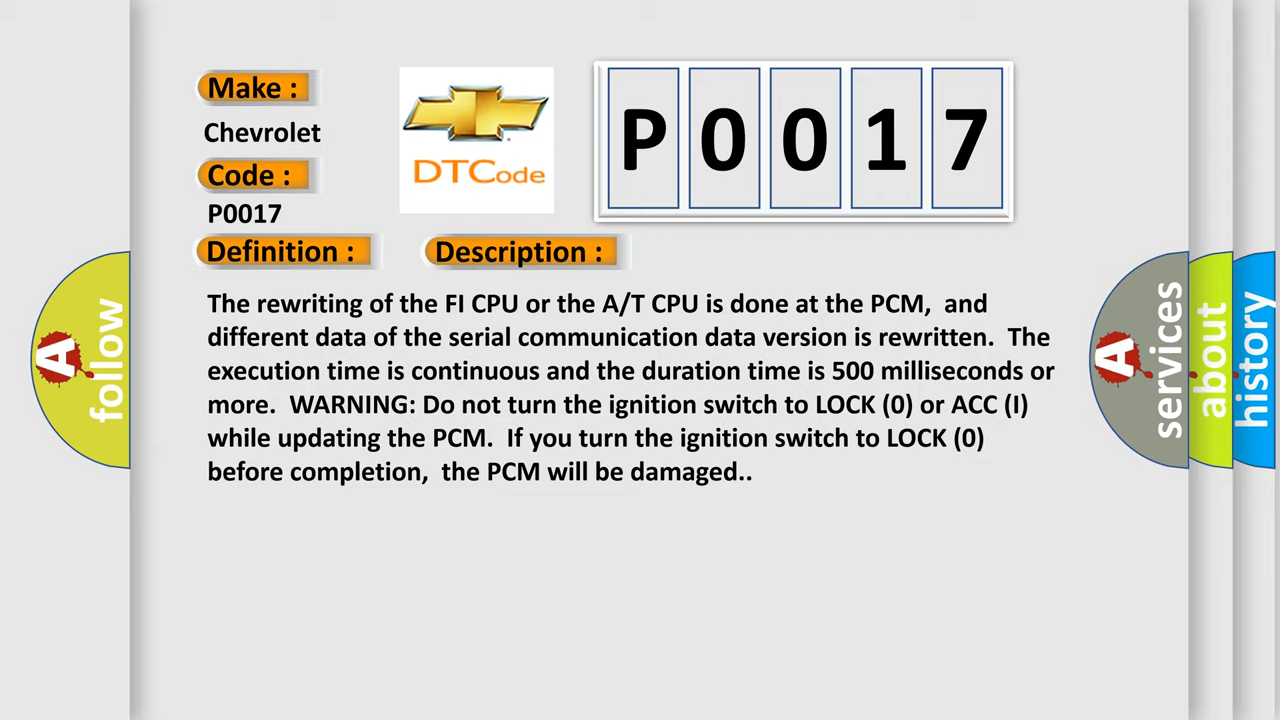 Make :
Chevrolet
Code :
P0017
DTCode
P0017
Definition :
Description :
The rewriting of the FI CPU or the A/T CPU is done at the PCM, and
different data of the serial communication data version is rewritten The
execution time is continuous and the duration time is 500 milliseconds or
more WARNING Do not turn the ignition switch to LOCK (0) or ACC (I)
while updating the PCM If you turn the ignition switch to LOCK (0)
before completion, the PCM will be damaged..
A follow
A services
about
history